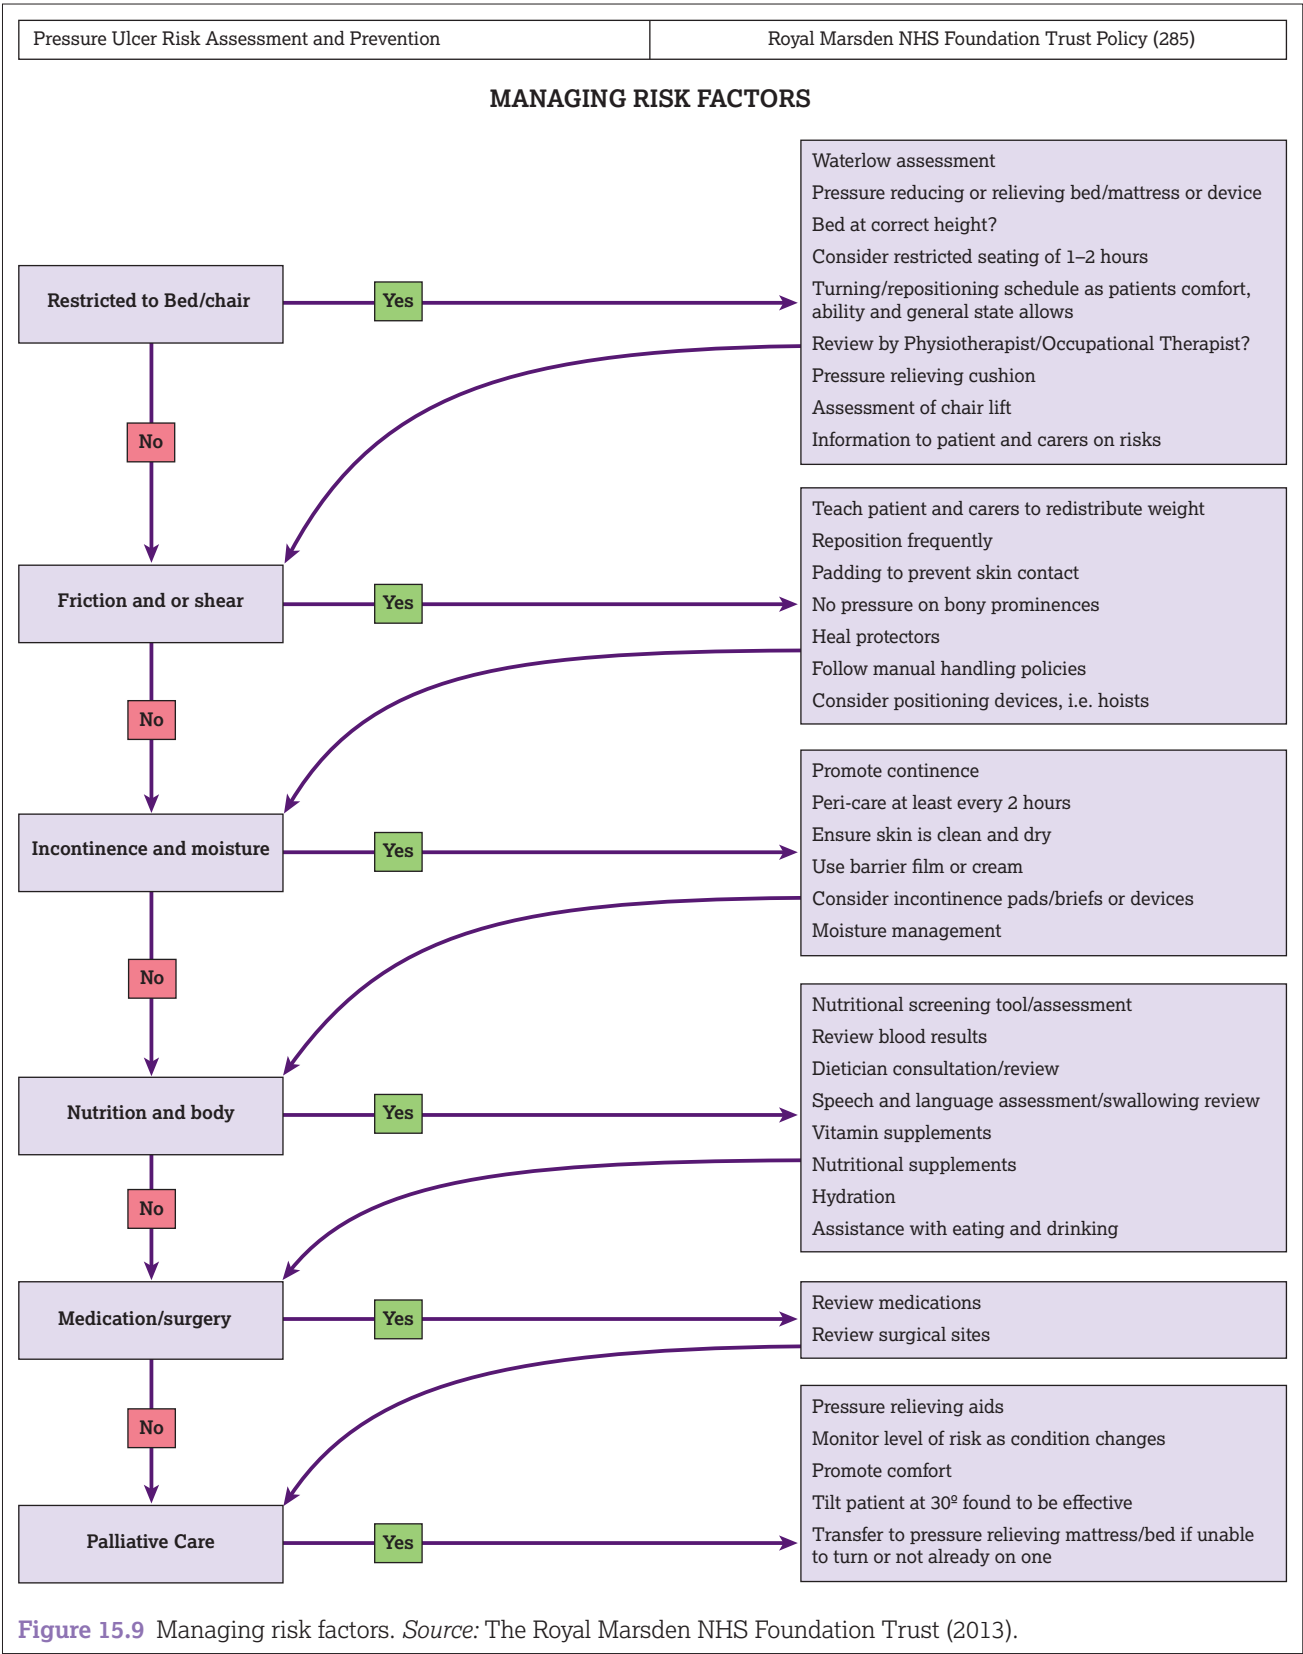 Pressure Ulcer Risk Assessment and Prevention
Royal Marsden NHS Foundation Trust Policy (285)
MANAGING RISK FACTORS
Restricted to Bed/chair
Yes
Waterlow assessment
Pressure reducing or relieving bed/mattress or device
Bed at correct height?
Consider restricted seating of 1–2 hours
Turning/repositioning schedule as patients comfort,
ability and general state allows
Review by Physiotherapist/Occupational Therapist?
Pressure relieving cushion
Assessment of chair lift
Information to patient and carers on risks
No
Friction and or shear
Yes
Teach patient and carers to redistribute weight
Reposition frequently
Padding to prevent skin contact
No pressure on bony prominences
Heal protectors
Follow manual handling policies
Consider positioning devices, i.e. hoists
No
Incontinence and moisture
Yes
Promote continence
Peri-care at least every 2 hours
Ensure skin is clean and dry
Use barrier film or cream
Consider incontinence pads/briefs or devices
Moisture management
No
Nutrition and body
Yes
Nutritional screening tool/assessment
Review blood results
Dietician consultation/review
Speech and language assessment/swallowing review
Vitamin supplements
Nutritional supplements
Hydration
Assistance with eating and drinking
No
Medication/surgery
Yes
Review medications
Review surgical sites
No
Palliative Care
Yes
Pressure relieving aids
Monitor level of risk as condition changes
Promote comfort
Tilt patient at 30º found to be effective
Transfer to pressure relieving mattress/bed if unable
to turn or not already on one
Figure 15.9 Managing risk factors. Source: The Royal Marsden NHS Foundation Trust (2013).